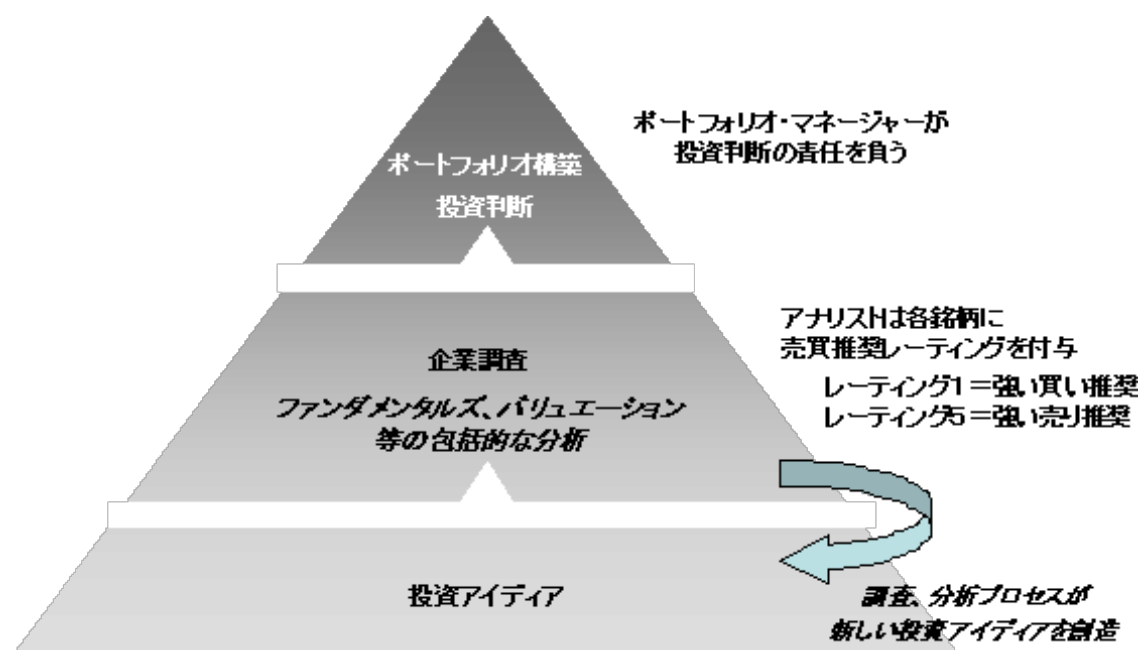 ポートフォリオ・マネージャーが
投資判断の責任を負う
ポートフォリオ構築
投資判断
アナリストは各銘柄に
売買推奨レーティングを付与
レーティング1=強い買い推奨
レーティング5=強い売り推奨
企業調査
ファンダメンタルズ、バリュエーション
等の包括的な分析
投資アイディア
調査、分析プロセスが
新しい投資アイディアを創造